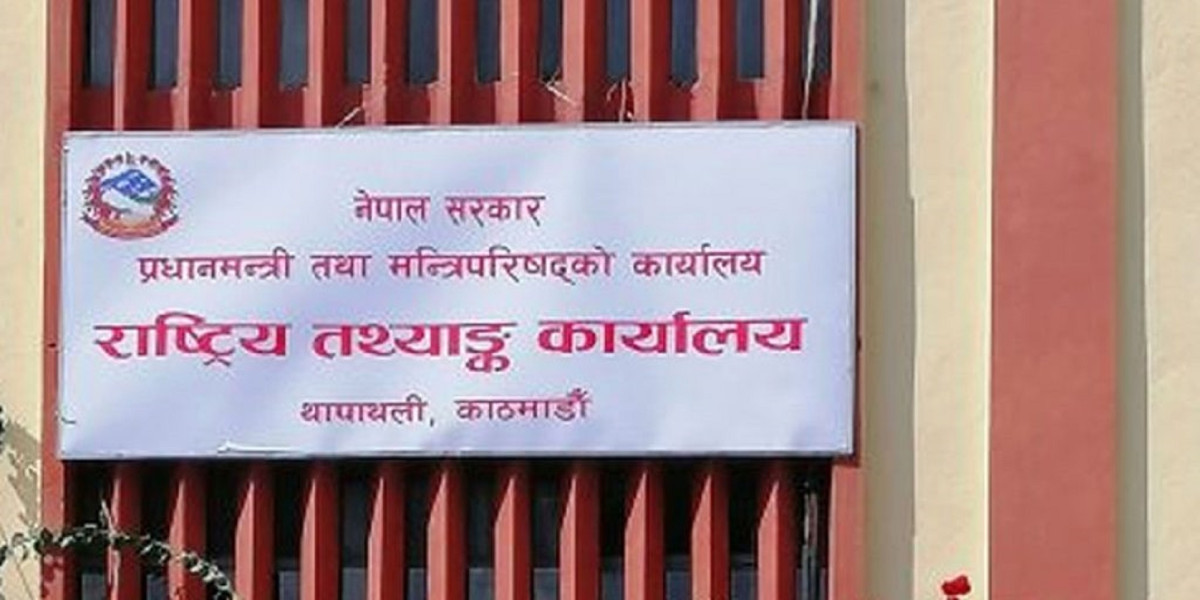 नेपाल सरकार
प्रधानमन्त्री तथा मन्त्रिपरिषद्को कार्यालय
राष्ट्रिय तथ्याङ्क कार्यालय
थापाथली, काठमाडौँ